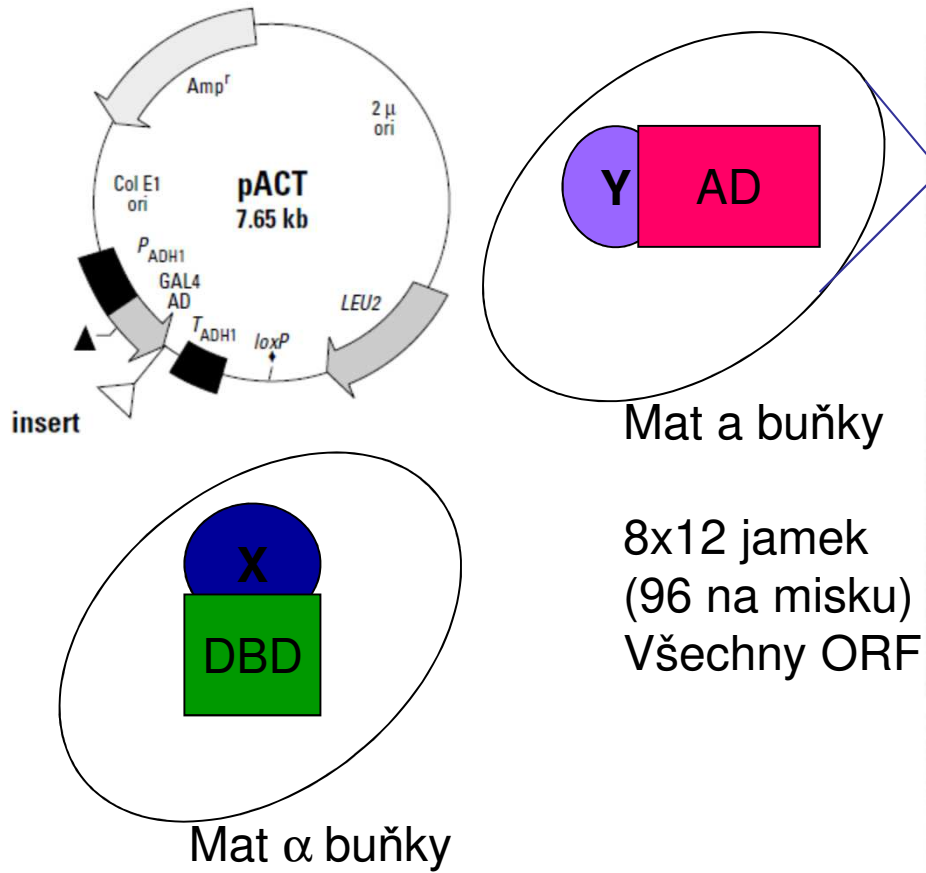 Ampʳ
2 µ
ori
Col E1
ori
pACT
7.65 kb
P_ADH1
GAL4
AD
T_ADH1
loxP
LEU2
insert
Y
AD
Mat a buňky
X
DBD
Mat α buňky
8x12 jamek
(96 na misku)
Všechny ORF